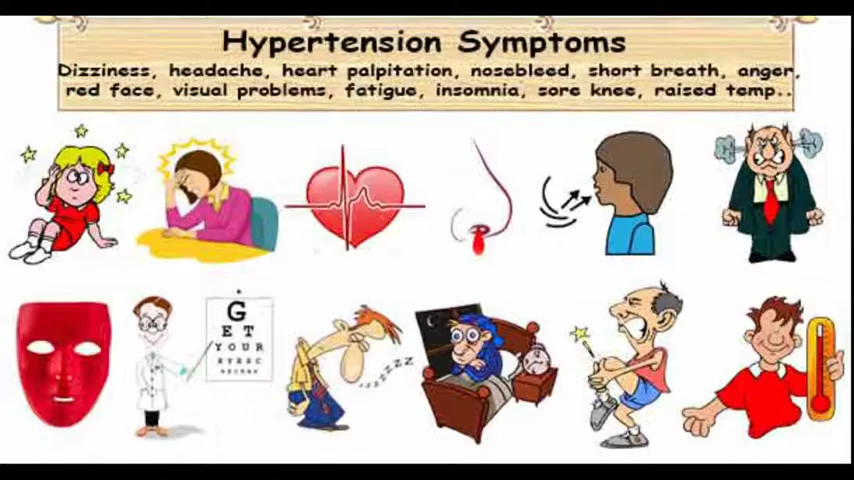 Hypertension Symptoms
Dizziness, headache, heart palpitation, nosebleed, short breath, anger,
red face, visual problems, fatigue, insomnia, sore knee, raised temp..
G
E T
Y O U R
zzzzZZZ